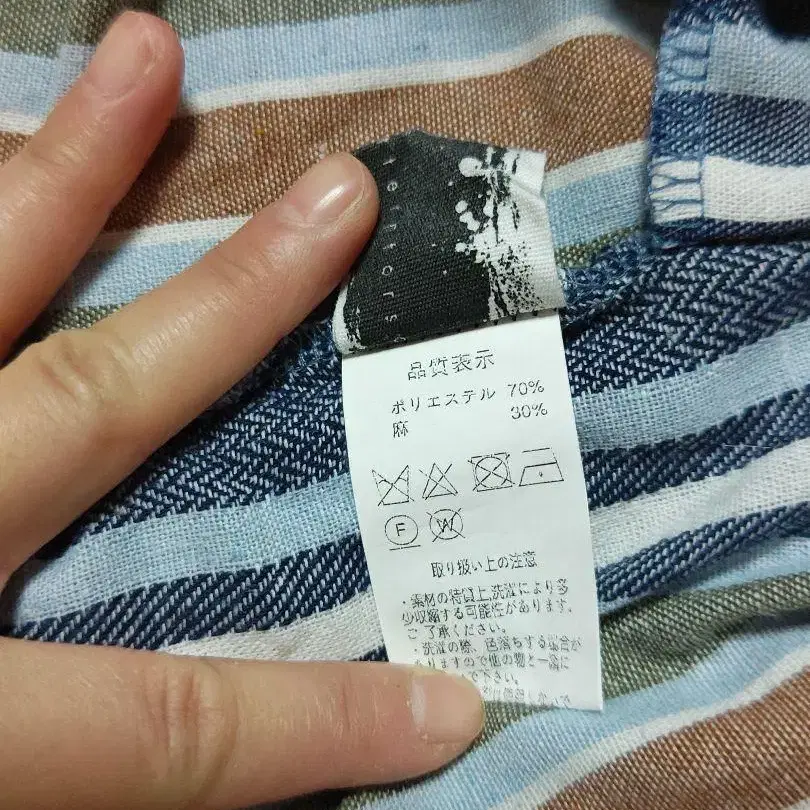 品質表示
ポリエステル 70%
麻 30%
F
W
取り扱い上の注意
・素材の特質上,洗濯により多
少収縮する可能性があります。
ご了承ください。
・洗濯の際、色落ちする場合が
ありますので他の物と一緒に
下さい。